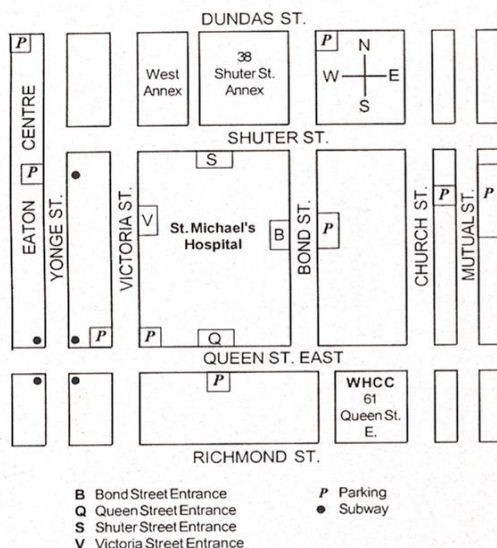 DUNDAS ST.
P
P
N
W E
S
West
Annex
38
Shuter St.
Annex
EATON CENTRE
SHUTER ST.
S
P
P
P
YONGE ST.
VICTORIA ST.
V
St. Michael's
Hospital
B
BOND ST.
P
CHURCH ST.
MUTUAL ST.
P
P
Q
QUEEN ST. EAST
P
WHCC
61
Queen St.
E.
RICHMOND ST.
B Bond Street Entrance
Q Queen Street Entrance
S Shuter Street Entrance
V Victoria Street Entrance
P Parking
Subway